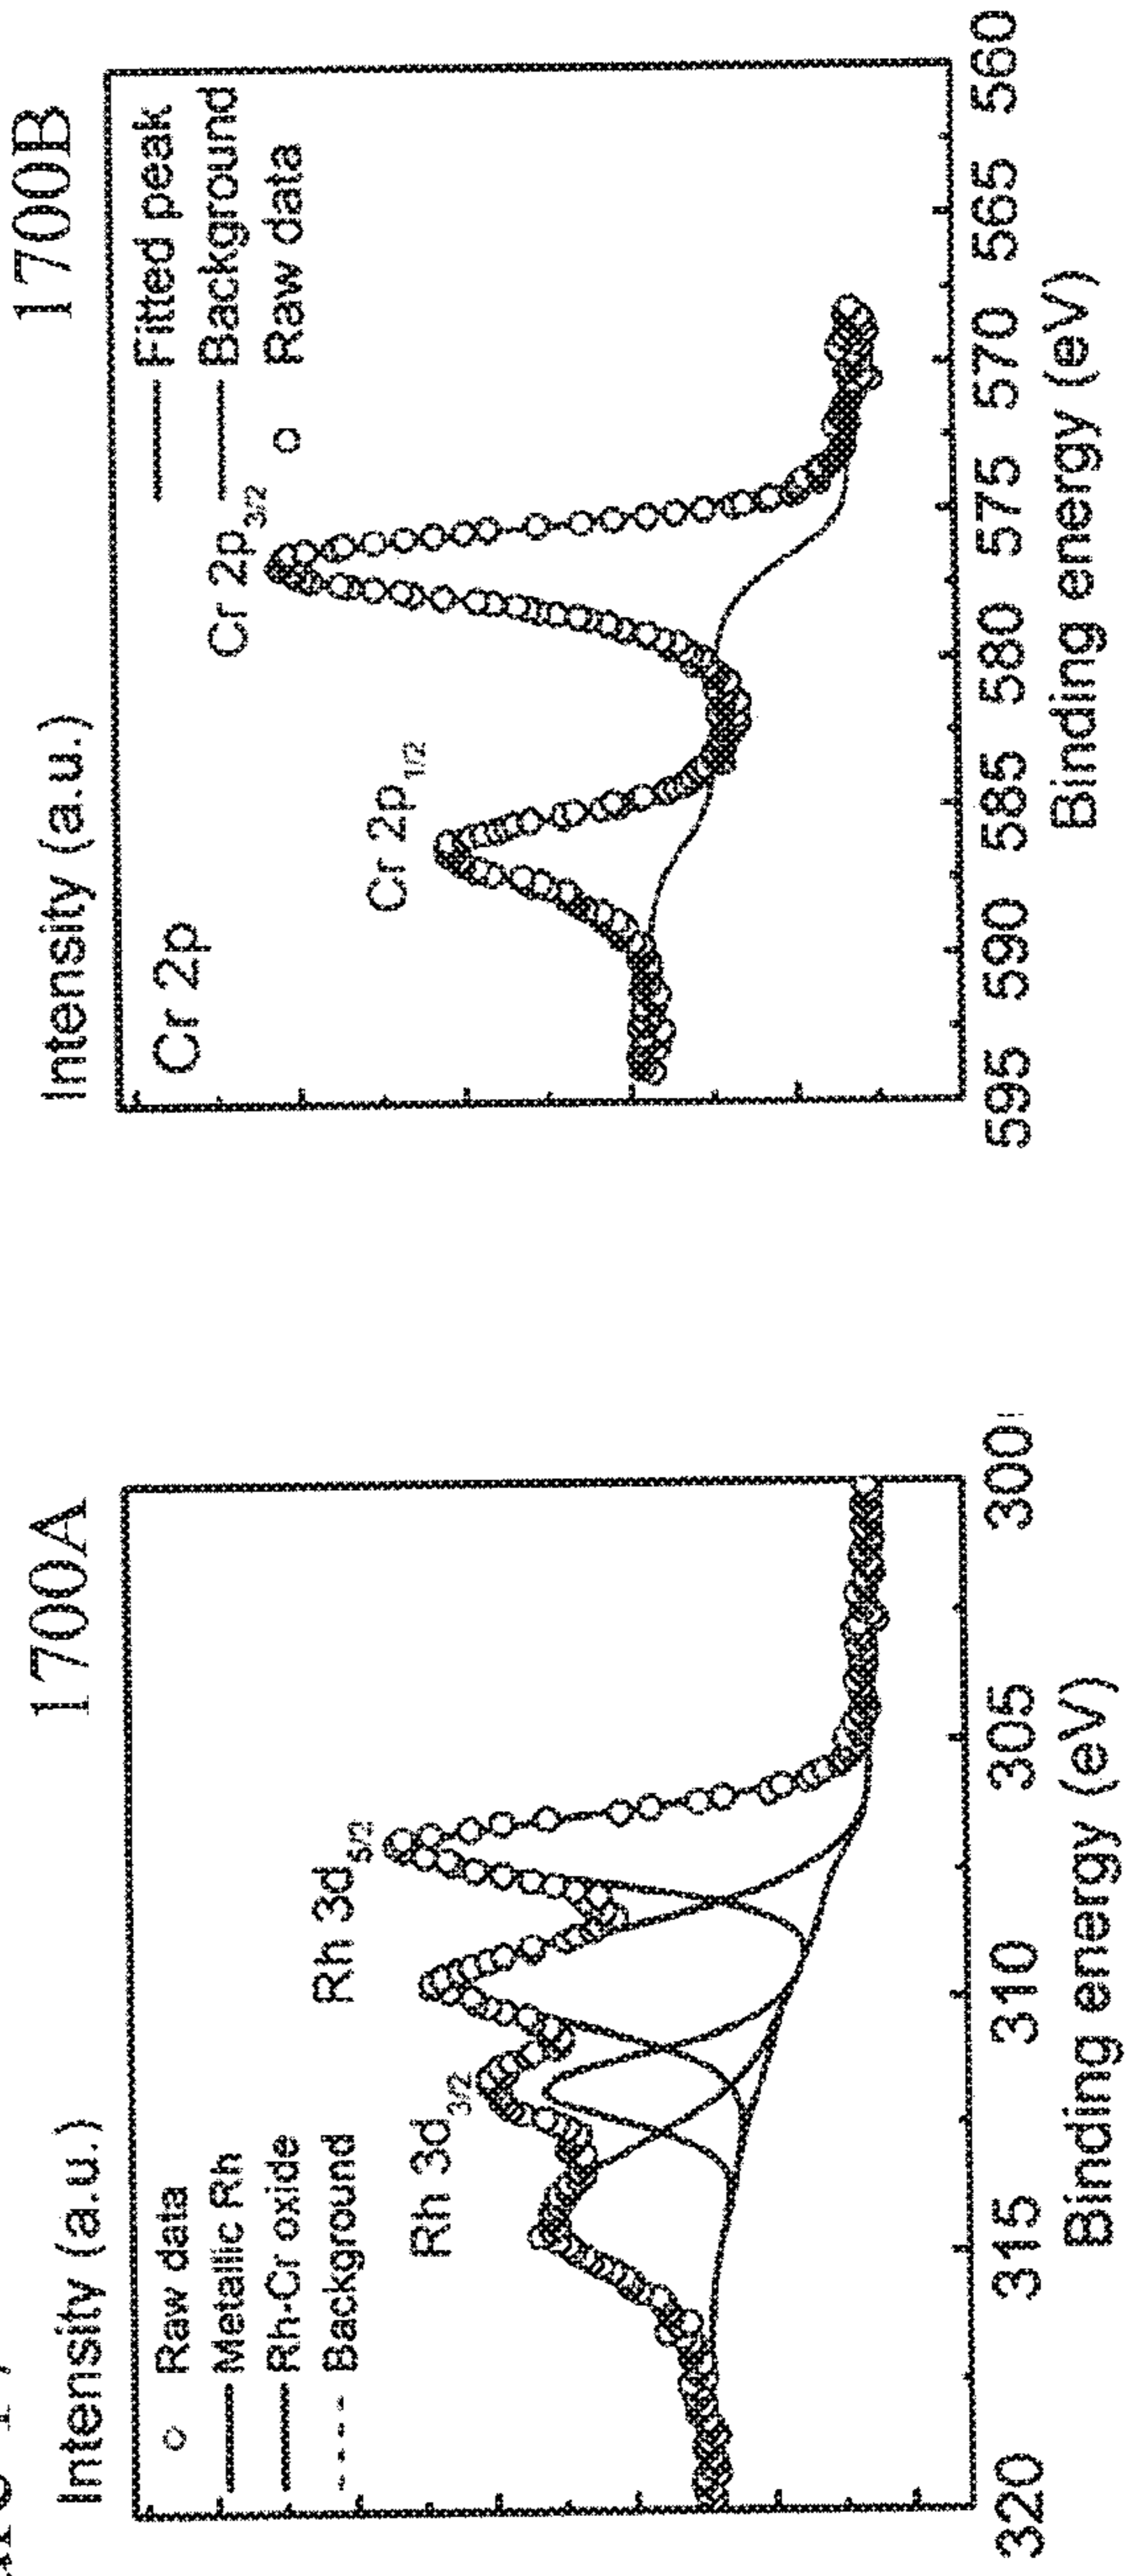 1700A
Intensity (a.u.)
Raw data
Metallic Rh
Rh-Cr oxide
Background
Rh 3d3/2
Rh 3d5/2
320 315 310 305 300
Binding energy (eV)
1700B
Intensity (a.u.)
Cr 2p
Cr 2p1/2
Cr 2p3/2
Fitted peak
Background
Raw data
595 590 585 580 575 570 565 560
Binding energy (eV)